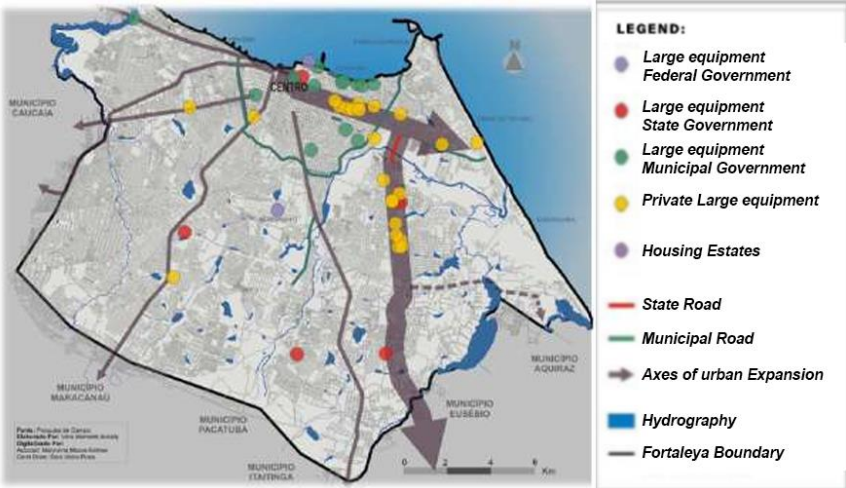 MUNICÍPIO
CAUCAIA
CENTRO
N
MUNICÍPIO
AQUIRAZ
MUNICÍPIO
MARACANAÚ
MUNICÍPIO
EUSÉBIO
MUNICÍPIO
PACATUBA
MUNICÍPIO
ITAITINGA
0 2 4 6
Km
LEGEND:
Large equipment
Federal Government
Large equipment
State Government
Large equipment
Municipal Government
Private Large equipment
Housing Estates
State Road
Municipal Road
Axes of urban Expansion
Hydrography
Fortaleya Boundary